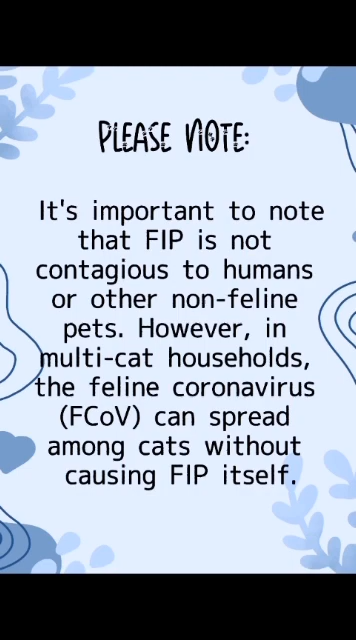 PLEASE NOTE:
It's important to note
that FIP is not
contagious to humans
or other non-feline
pets. However, in
multi-cat households,
the feline coronavirus
(FCoV) can spread
among cats without
causing FIP itself.